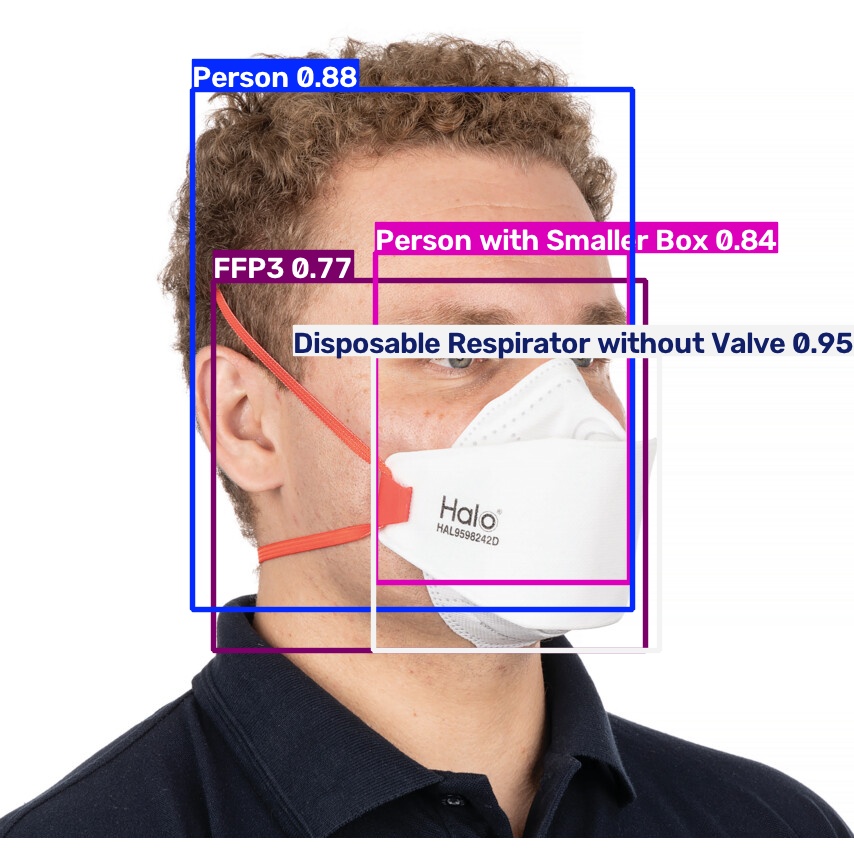 Person 0.88
Person with Smaller Box 0.84
FFP3 0.77
Disposable Respirator without Valve 0.95
Halo®
HAL9598242D